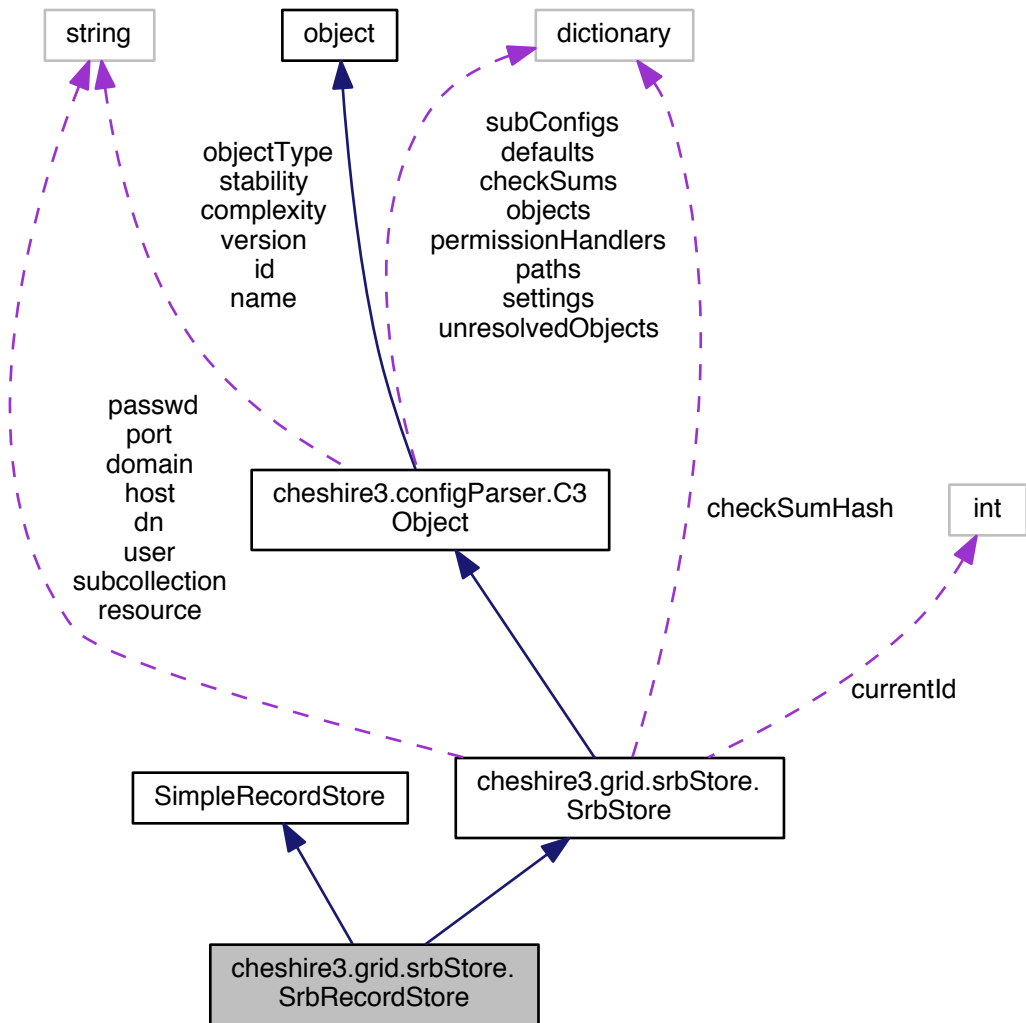 string
object
dictionary
objectType
stability
complexity
version
id
name
subConfigs
defaults
checkSums
objects
permissionHandlers
paths
settings
unresolvedObjects
passwd
port
domain
host
dn
user
subcollection
resource
cheshire3.configParser.C3
Object
checkSumHash
int
currentId
SimpleRecordStore
cheshire3.grid.srbStore.
SrbStore
cheshire3.grid.srbStore.
SrbRecordStore